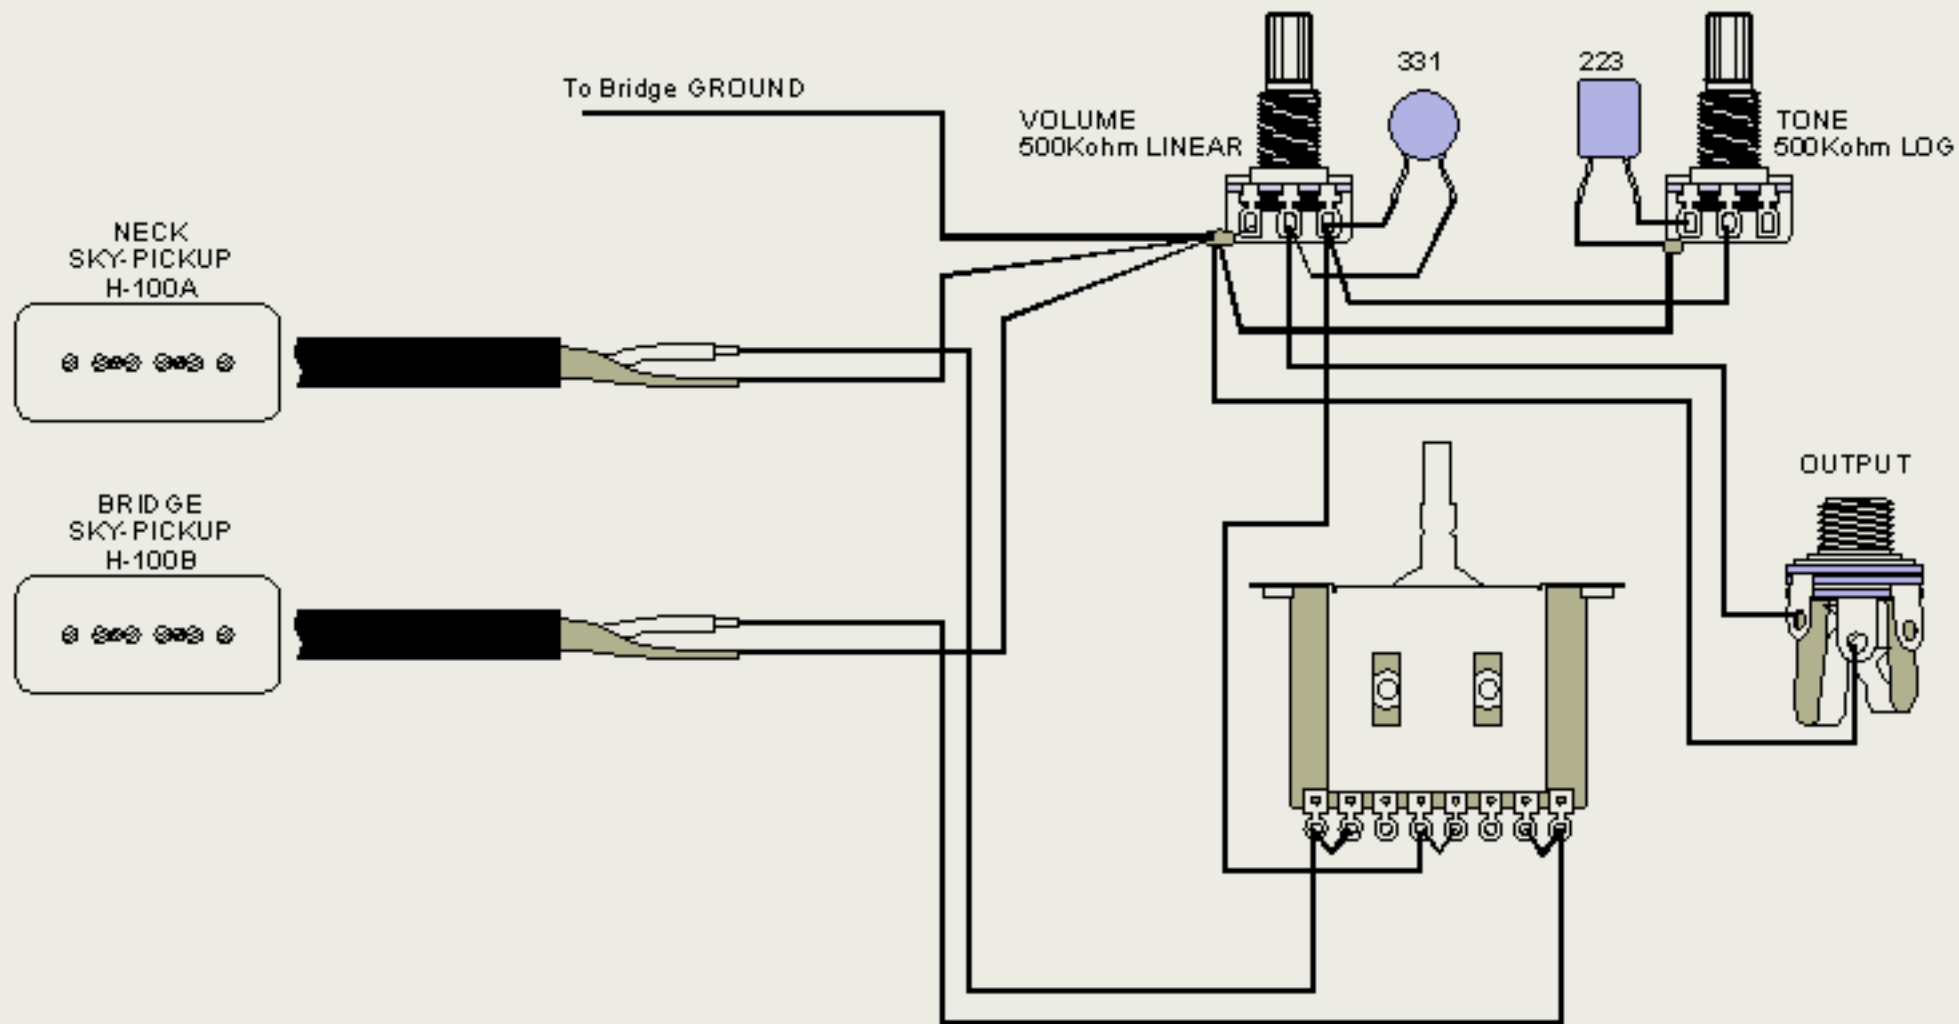 To Bridge GROUND
331
223
VOLUME
500Kohm LINEAR
TONE
500Kohm LOG
NECK
SKY-PICKUP
H-100A
OUTPUT
BRIDGE
SKY-PICKUP
H-100B